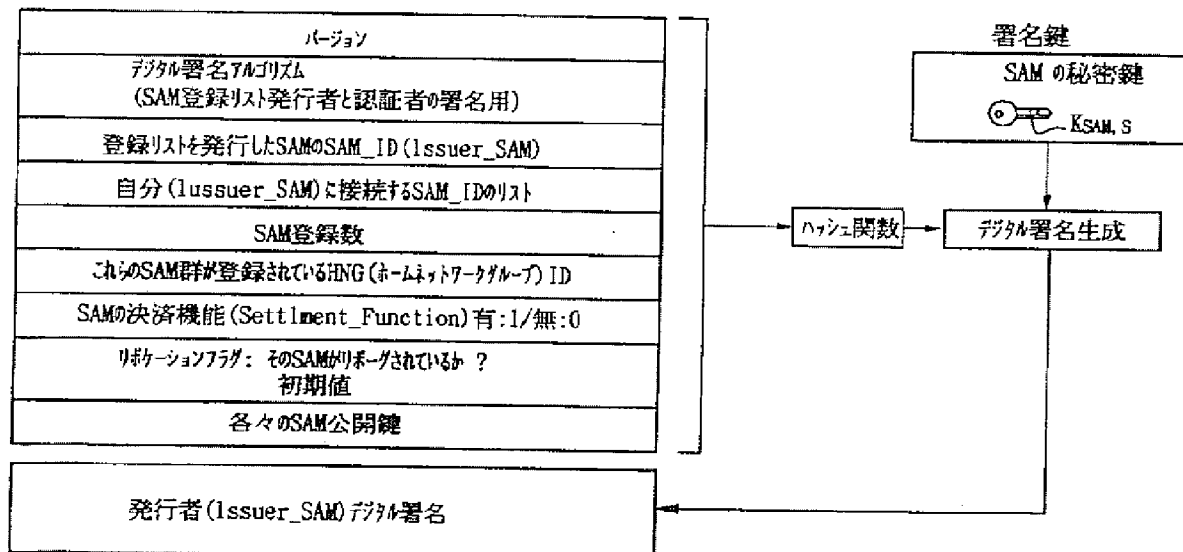 バージョン
デジタル署名アルゴリズム
(SAM登録リスト発行者と認証者の署名用)
登録リストを発行したSAMのSAM_ID(1ssuer_SAM)
自分(1ussuer_SAM)に接続するSAM_IDのリスト
SAM登録数
これらのSAM群が登録されているHNG(ホームネットワークグループ)ID
SAMの決済機能(Settlment_Function)有:1/無:0
リボケーションフラグ: そのSAMがリボーグされているか ?
初期値
各々のSAM公開鍵
発行者(1ssuer_SAM)デジタル署名
ハッシュ関数
署名鍵
SAM の秘密鍵
KSAM, S
デジタル署名生成